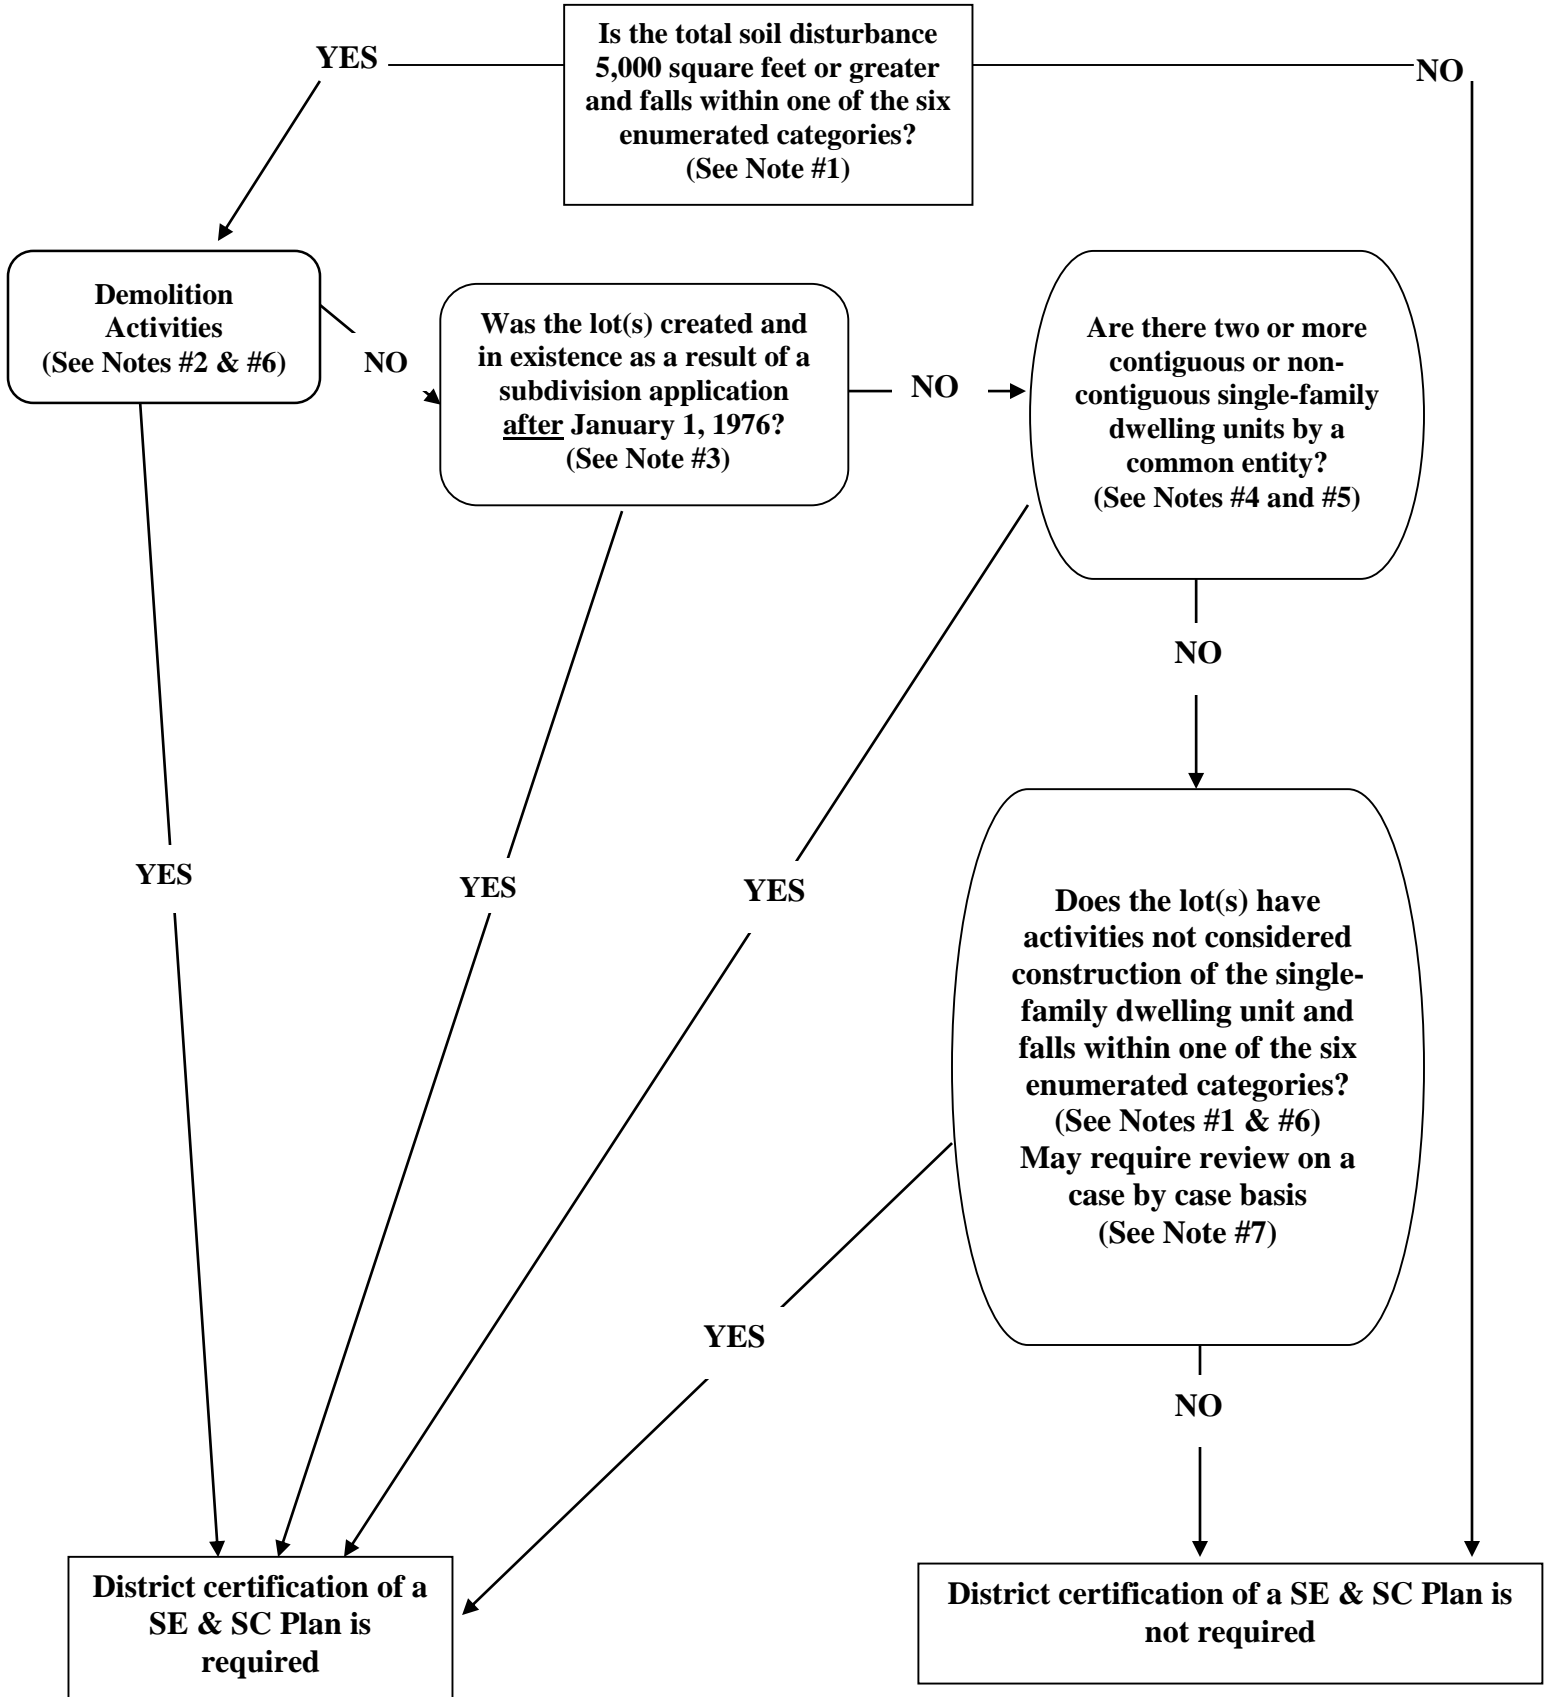 Is the total soil disturbance
5,000 square feet or greater
and falls within one of the six
enumerated categories?
(See Note #1)
YES
NO
Demolition
Activities
(See Notes #2 & #6)
NO
Was the lot(s) created and
in existence as a result of a
subdivision application
after January 1, 1976?
(See Note #3)
NO
Are there two or more
contiguous or non-
contiguous single-family
dwelling units by a
common entity?
(See Notes #4 and #5)
NO
YES
YES
YES
Does the lot(s) have
activities not considered
construction of the single-
family dwelling unit and
falls within one of the six
enumerated categories?
(See Notes #1 & #6)
May require review on a
case by case basis
(See Note #7)
YES
NO
District certification of a
SE & SC Plan is
required
District certification of a SE & SC Plan is
not required